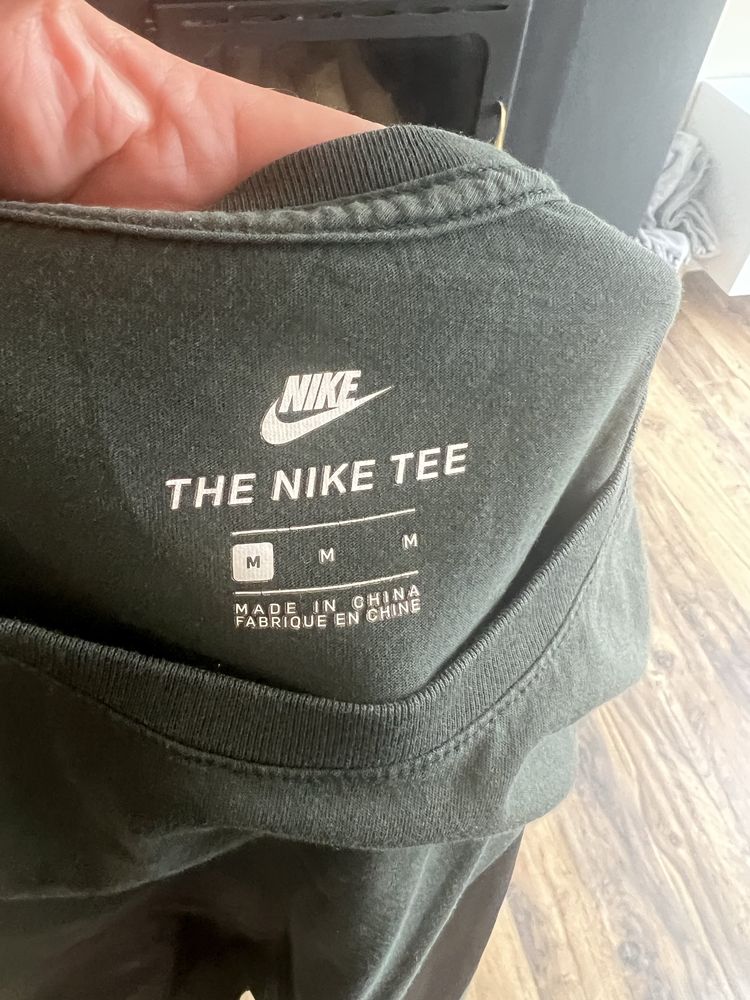 NIKE
THE NIKE TEE
M M M
MADE IN CHINA
FABRIQUE EN CHINE